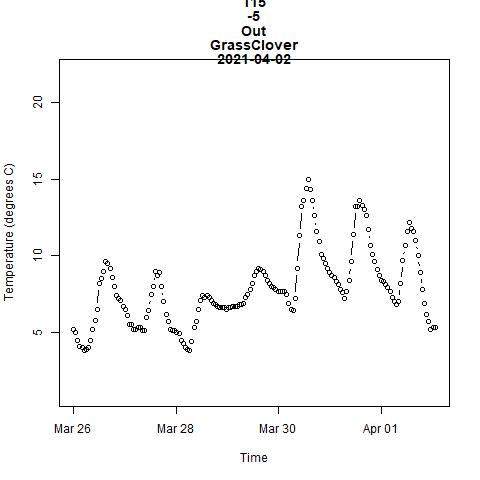 T15
-5
Out
GrassClover
2021-04-02
Temperature (degrees C)
20
15
10
5
Mar 26
Mar 28
Mar 30
Apr 01
Time